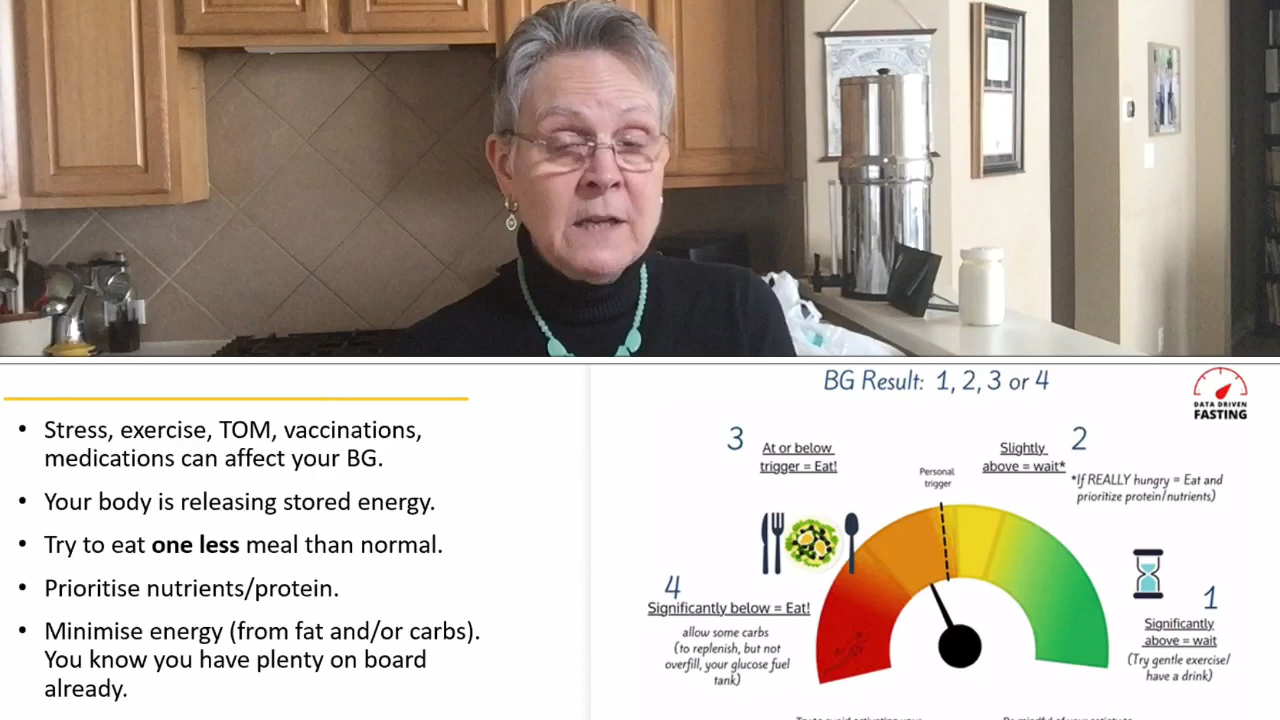 • Stress, exercise, TOM, vaccinations,
medications can affect your BG.
• Your body is releasing stored energy.
• Try to eat one less meal than normal.
• Prioritise nutrients/protein.
• Minimise energy (from fat and/or carbs).
You know you have plenty on board
already.
BG Result: 1, 2, 3 or 4
DATA DRIVEN
FASTING
3
At or below
trigger = Eat!
Personal
trigger
2
Slightly
above = wait*
*If REALLY hungry = Eat and
prioritize protein/nutrients)
4
Significantly below = Eat!
allow some carbs
(to replenish, but not
overfill, your glucose fuel
tank)
1
Significantly
above = wait
(Try gentle exercise/
have a drink)